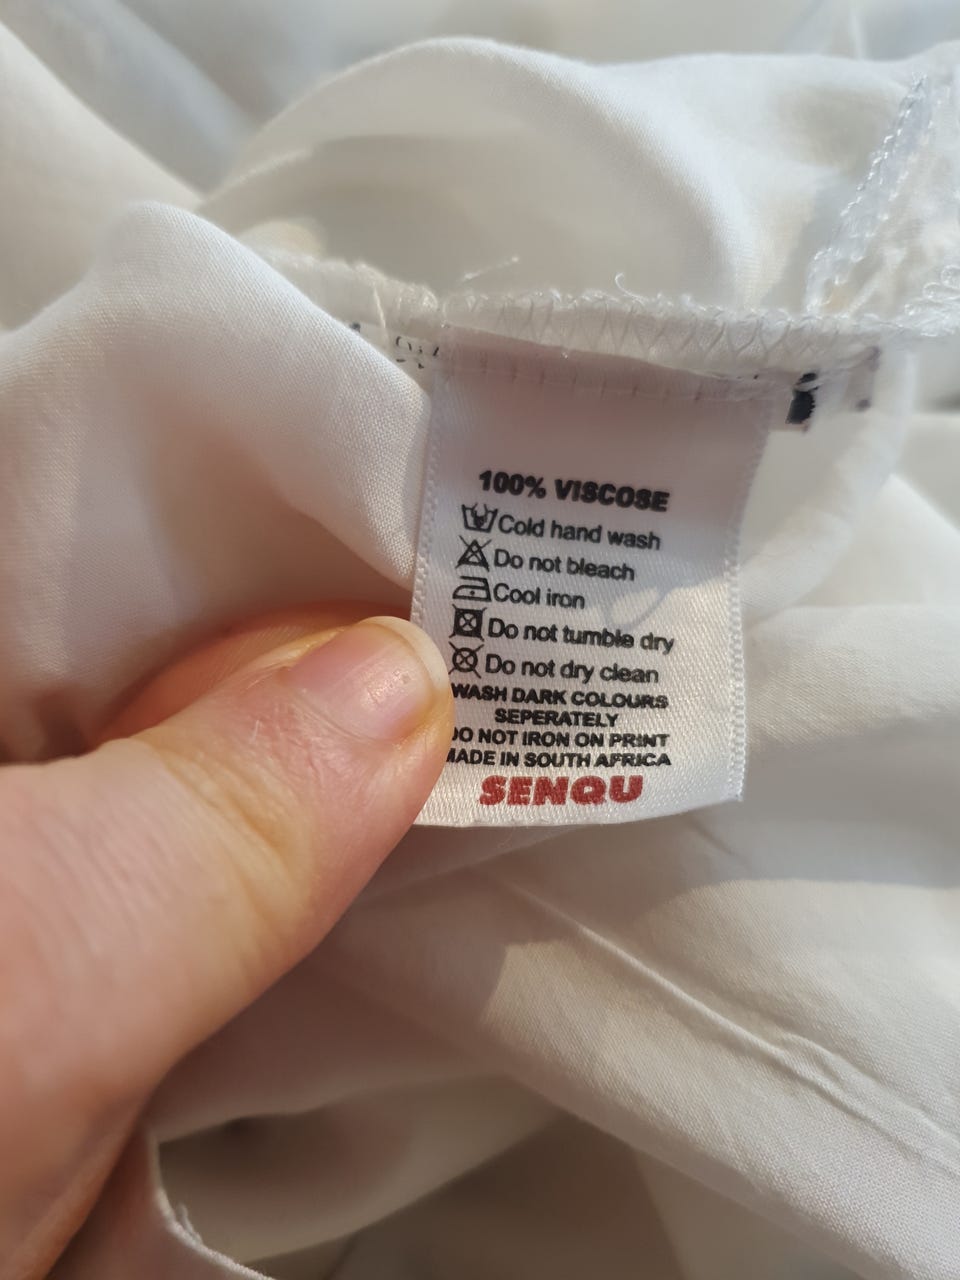 100% VISCOSE
Cold hand wash
Do not bleach
Cool iron
Do not tumble dry
Do not dry clean
WASH DARK COLOURS
SEPERATELY
DO NOT IRON ON PRINT
MADE IN SOUTH AFRICA
SENQU